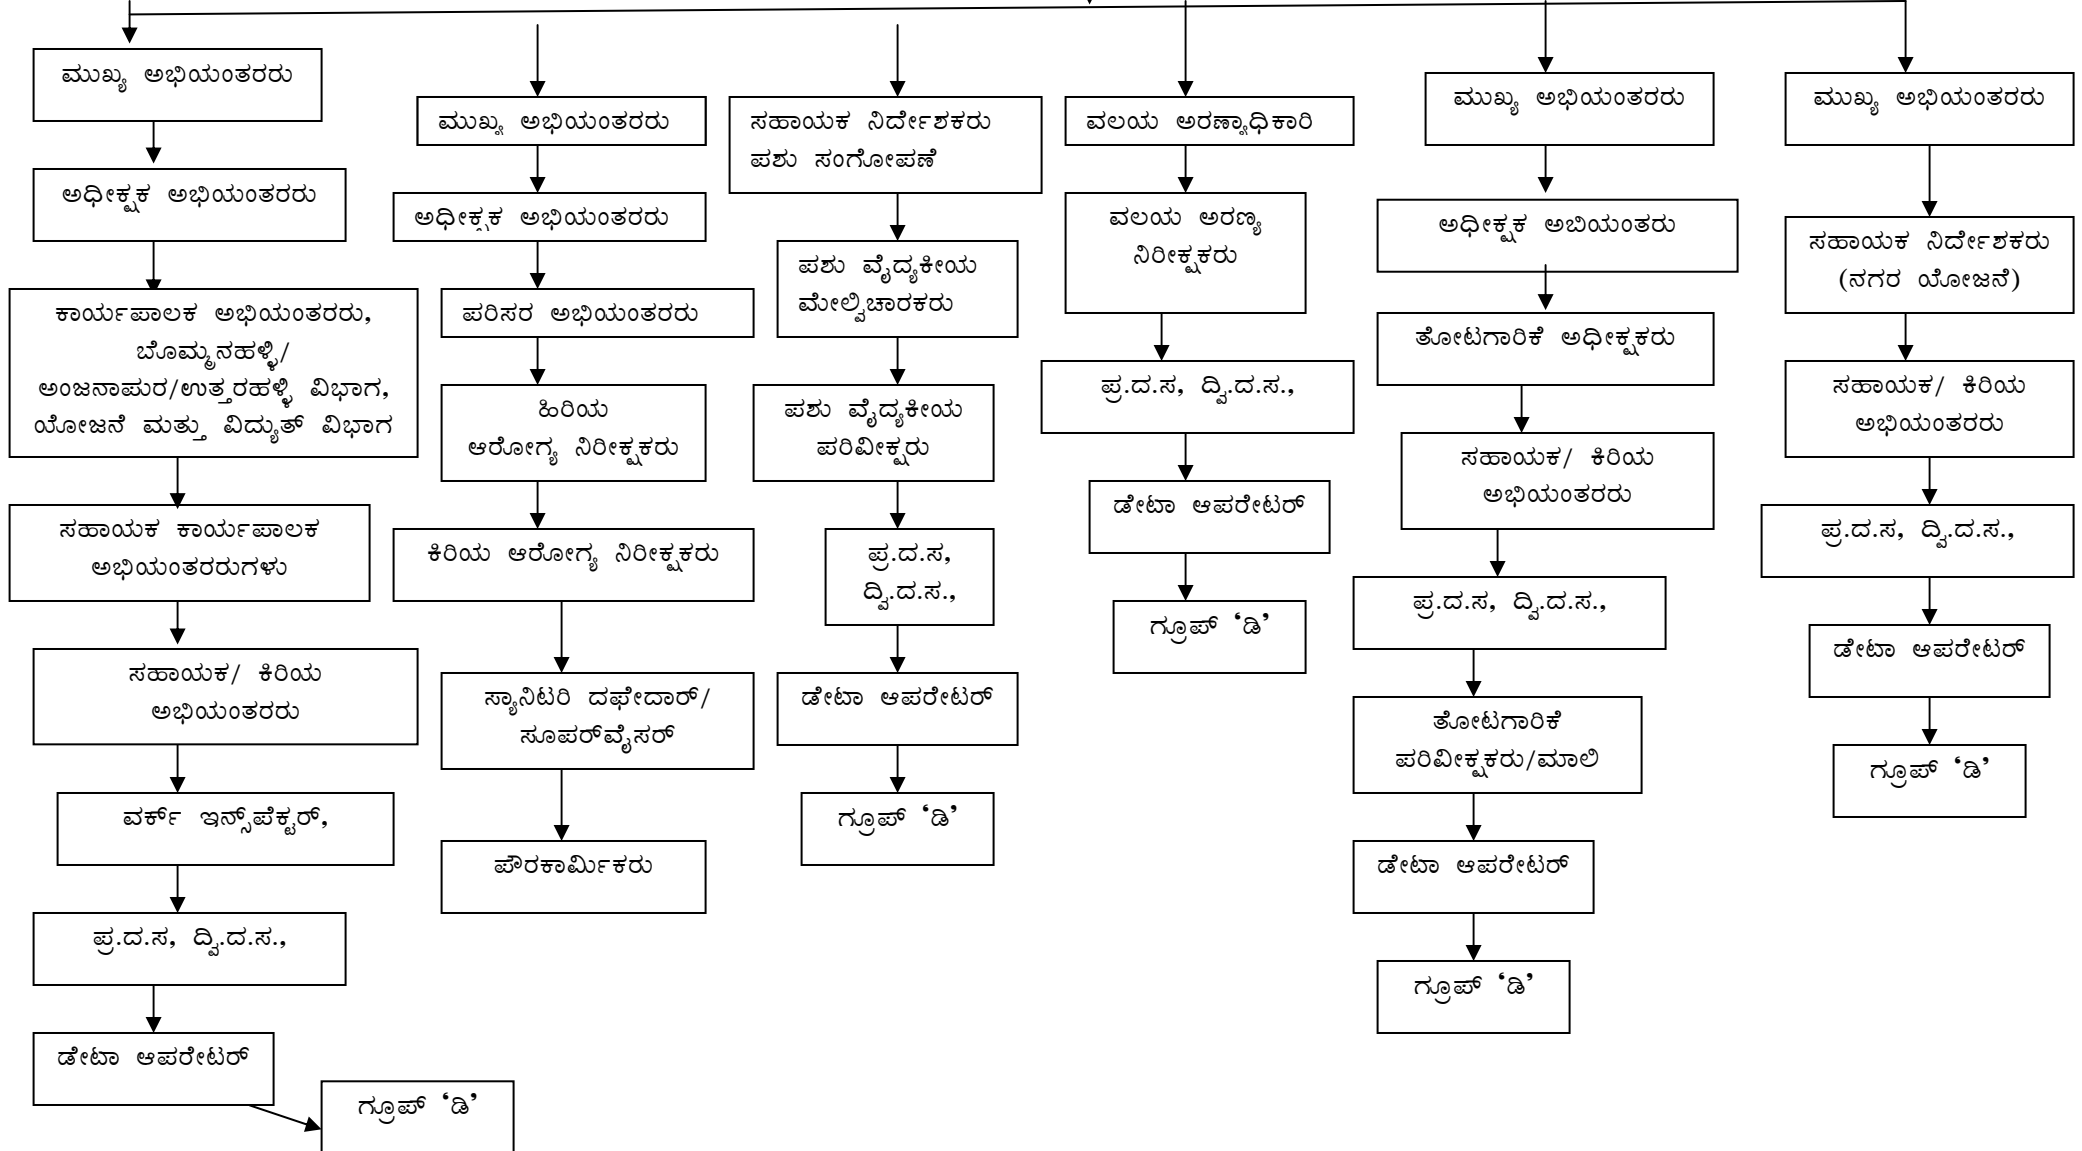 ಮುಖ್ಯ ಅಭಿಯಂತರರು
ಅಧೀಕ್ಷಕ ಅಭಿಯಂತರರು
ಕಾರ್ಯಪಾಲಕ ಅಭಿಯಂತರರು,
ಬೊಮ್ಮನಹಳ್ಳಿ/
ಅಂಜನಾಪುರ/ಉತ್ತರಹಳ್ಳಿ ವಿಭಾಗ,
ಯೋಜನೆ ಮತ್ತು ವಿದ್ಯುತ್ ವಿಭಾಗ
ಸಹಾಯಕ ಕಾರ್ಯಪಾಲಕ
ಅಭಿಯಂತರರುಗಳು
ಸಹಾಯಕ/ ಕಿರಿಯ
ಅಭಿಯಂತರರು
ವರ್ಕ್ ಇನ್ಸ್‌ಪೆಕ್ಟರ್,
ಪ್ರ.ದ.ಸ, ದ್ವಿ.ದ.ಸ.,
ಡೇಟಾ ಆಪರೇಟರ್
ಗ್ರೂಪ್ ‘ಡಿ’
ಮುಖ್ಯ ಅಭಿಯಂತರರು
ಅಧೀಕ್ಷಕ ಅಭಿಯಂತರರು
ಪರಿಸರ ಅಭಿಯಂತರರು
ಹಿರಿಯ
ಆರೋಗ್ಯ ನಿರೀಕ್ಷಕರು
ಕಿರಿಯ ಆರೋಗ್ಯ ನಿರೀಕ್ಷಕರು
ಸ್ಯಾನಿಟರಿ ದಫೇದಾರ್/
ಸೂಪರ್‌ವೈಸರ್
ಪೌರಕಾರ್ಮಿಕರು
ಸಹಾಯಕ ನಿರ್ದೇಶಕರು
ಪಶು ಸಂಗೋಪಣೆ
ಪಶು ವೈದ್ಯಕೀಯ
ಮೇಲ್ವಿಚಾರಕರು
ಪಶು ವೈದ್ಯಕೀಯ
ಪರಿವೀಕ್ಷರು
ಪ್ರ.ದ.ಸ,
ದ್ವಿ.ದ.ಸ.,
ಡೇಟಾ ಆಪರೇಟರ್
ಗ್ರೂಪ್ ‘ಡಿ’
ವಲಯ ಅರಣ್ಯಾಧಿಕಾರಿ
ವಲಯ ಅರಣ್ಯ
ನಿರೀಕ್ಷಕರು
ಪ್ರ.ದ.ಸ, ದ್ವಿ.ದ.ಸ.,
ಡೇಟಾ ಆಪರೇಟರ್
ಗ್ರೂಪ್ ‘ಡಿ’
ಮುಖ್ಯ ಅಭಿಯಂತರರು
ಅಧೀಕ್ಷಕ ಅಬಿಯಂತರು
ತೋಟಗಾರಿಕೆ ಅಧೀಕ್ಷಕರು
ಸಹಾಯಕ/ ಕಿರಿಯ
ಅಭಿಯಂತರರು
ಪ್ರ.ದ.ಸ, ದ್ವಿ.ದ.ಸ.,
ತೋಟಗಾರಿಕೆ
ಪರಿವೀಕ್ಷಕರು/ಮಾಲಿ
ಡೇಟಾ ಆಪರೇಟರ್
ಗ್ರೂಪ್ ‘ಡಿ’
ಮುಖ್ಯ ಅಭಿಯಂತರರು
ಸಹಾಯಕ ನಿರ್ದೇಶಕರು
(ನಗರ ಯೋಜನೆ)
ಸಹಾಯಕ/ ಕಿರಿಯ
ಅಭಿಯಂತರರು
ಪ್ರ.ದ.ಸ, ದ್ವಿ.ದ.ಸ.,
ಡೇಟಾ ಆಪರೇಟರ್
ಗ್ರೂಪ್ ‘ಡಿ’